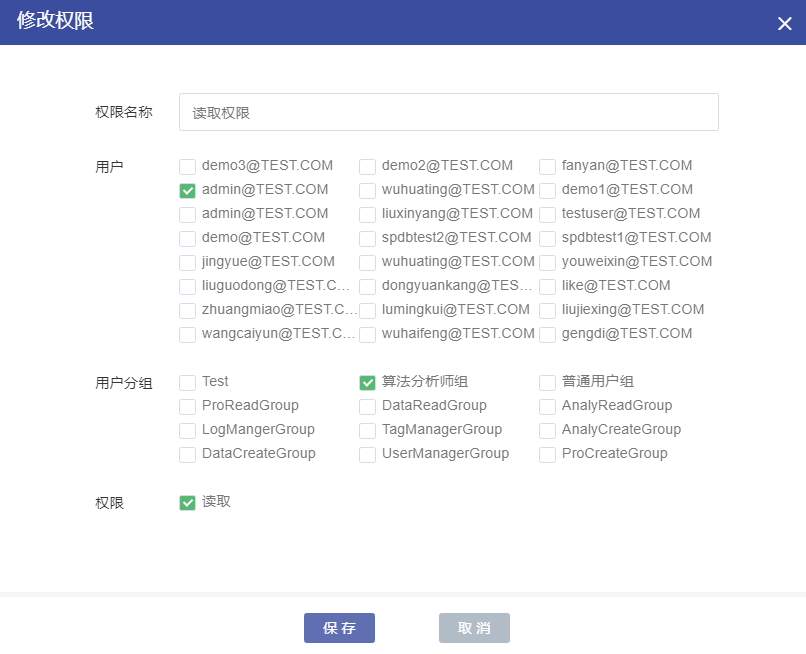 修改权限
权限名称 读取权限
用户 demo3@TEST.COM demo2@TEST.COM fanyan@TEST.COM
admin@TEST.COM wuhuating@TEST.COM demo1@TEST.COM
admin@TEST.COM liuxinyang@TEST.COM testuser@TEST.COM
demo@TEST.COM spdbtest2@TEST.COM spdbtest1@TEST.COM
jingyue@TEST.COM wuhuating@TEST.COM youweixin@TEST.COM
liuguodong@TEST.C... dongyuankang@TES... like@TEST.COM
zhuangmiao@TEST.C... lumingkui@TEST.COM liujiexing@TEST.COM
wangcaiyun@TEST.C... wuhaifeng@TEST.COM gengdi@TEST.COM
用户分组 Test 算法分析师组 普通用户组
ProReadGroup DataReadGroup AnalyReadGroup
LogMangerGroup TagManagerGroup AnalyCreateGroup
DataCreateGroup UserManagerGroup ProCreateGroup
权限 读取
保存 取消